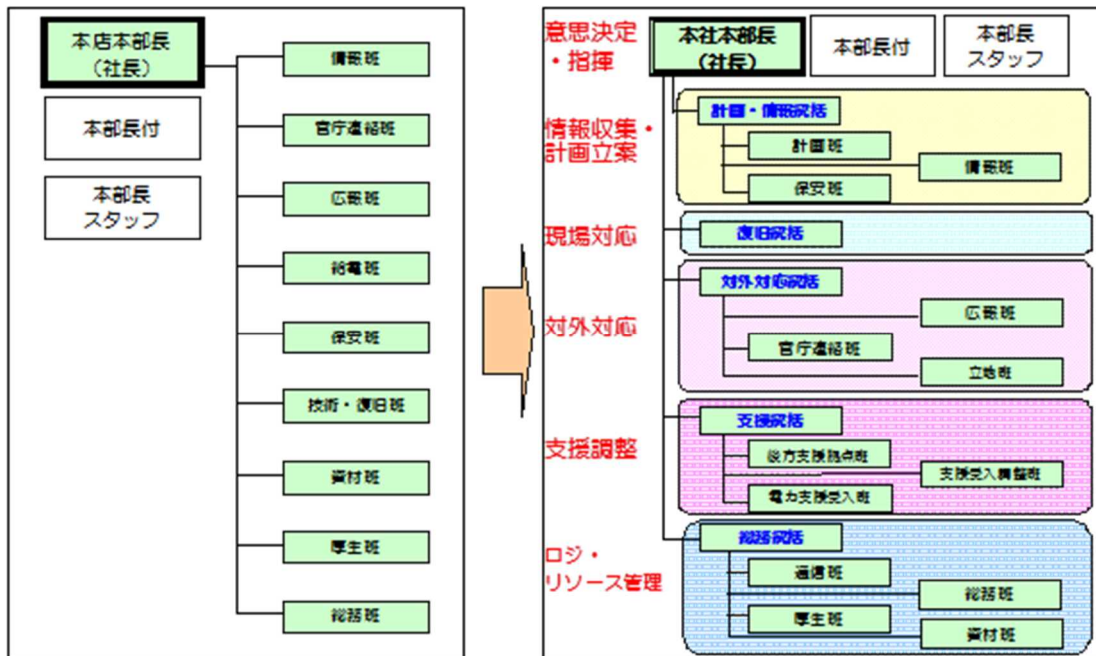 本店本部長
(社長)
本部長付
本部長
スタッフ
情報班
官庁連絡班
広報班
給電班
保安班
技術・復旧班
資材班
厚生班
総務班
意思決定
・指揮
本社本部長
(社長)
本部長付
本部長
スタッフ
情報収集・
計画立案
計画・情報統括
計画班
情報班
保安班
現場対応
復旧統括
対外対応
対外対応統括
広報班
官庁連絡班
立地班
支援調整
支援統括
後方支援拠点班
支援受入調整班
電力支援受入班
ロジ・
リソース管理
総務統括
通信班
総務班
厚生班
資材班